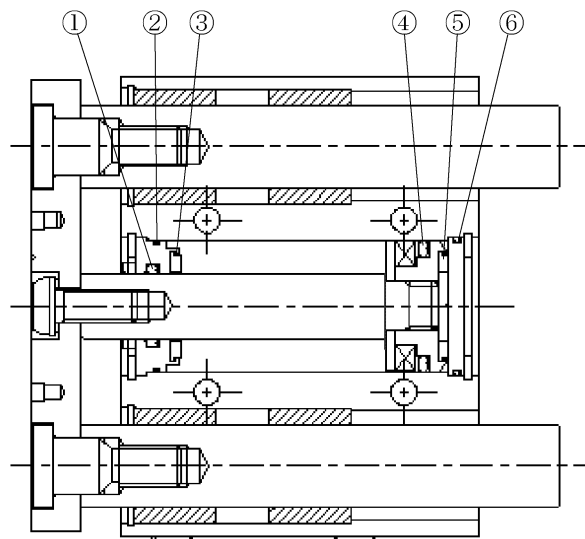 ① ② ③ ④ ⑤ ⑥